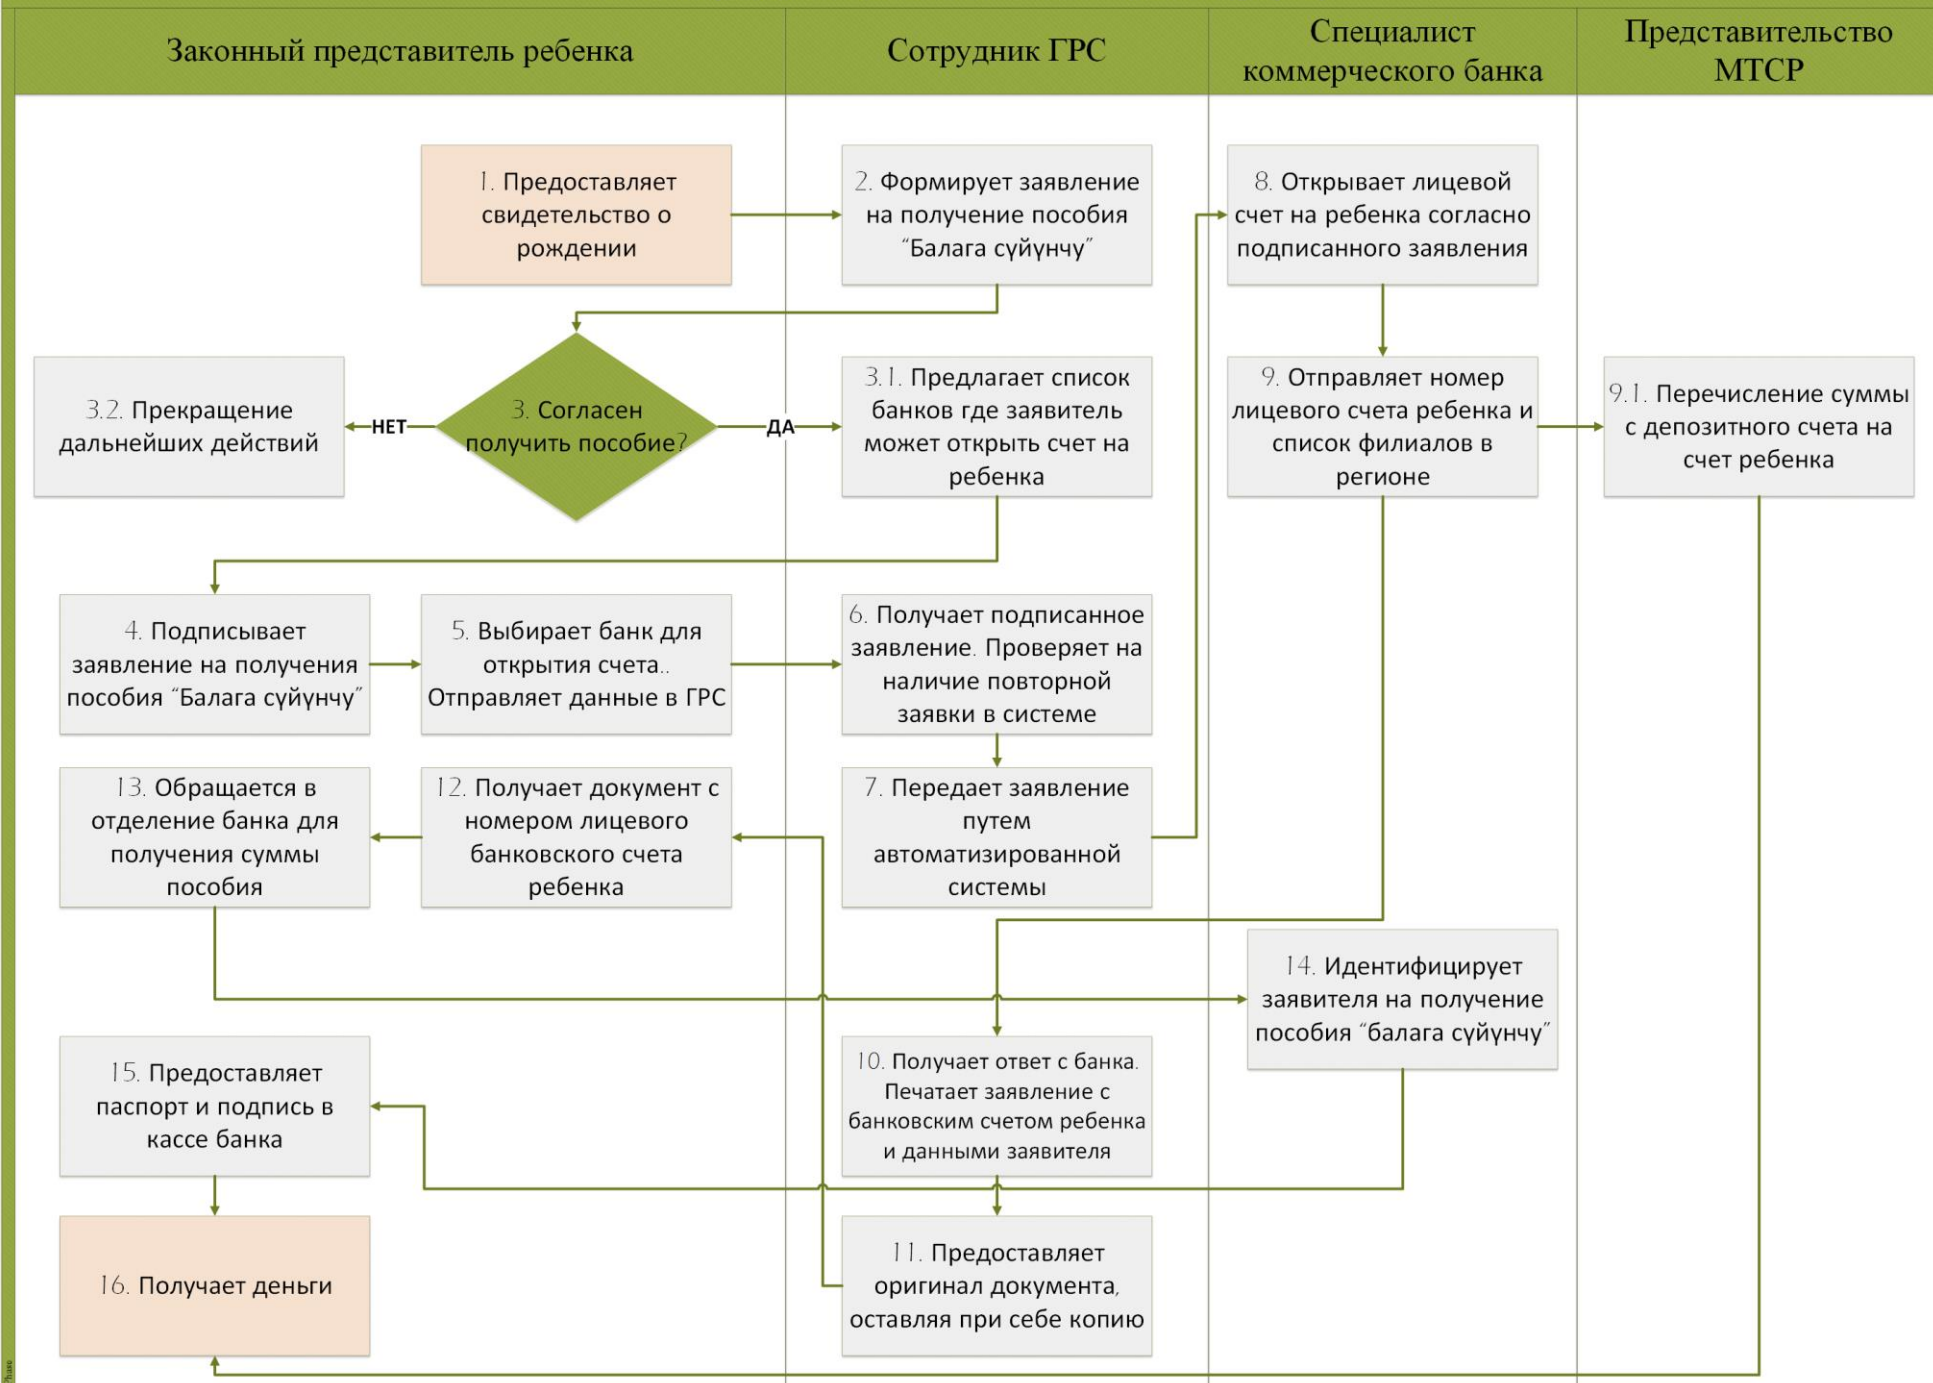 Законный представитель ребенка
Сотрудник ГРС
Специалист
коммерческого банка
Представительство
МТСР
1. Предоставляет
свидетельство о
рождении
2. Формирует заявление
на получение пособия
“Балага сүйүнчу”
8. Открывает лицевой
счет на ребенка согласно
подписанного заявления
3.2. Прекращение
дальнейших действий
НЕТ
3. Согласен
получить пособие?
ДА
3.1. Предлагает список
банков где заявитель
может открыть счет на
ребенка
9. Отправляет номер
лицевого счета ребенка и
список филиалов в
регионе
9.1. Перечисление суммы
с депозитного счета на
счет ребенка
4. Подписывает
заявление на получения
пособия “Балага сүйүнчу”
5. Выбирает банк для
открытия счета..
Отправляет данные в ГРС
6. Получает подписанное
заявление. Проверяет на
наличие повторной
заявки в системе
13. Обращается в
отделение банка для
получения суммы
пособия
12. Получает документ с
номером лицевого
банковского счета
ребенка
7. Передает заявление
путем
автоматизированной
системы
14. Идентифицирует
заявителя на получение
пособия “балага сүйүнчу”
15. Предоставляет
паспорт и подпись в
кассе банка
10. Получает ответ с банка.
Печатает заявление с
банковским счетом ребенка
и данными заявителя
16. Получает деньги
11. Предоставляет
оригинал документа,
оставляя при себе копию
Phase